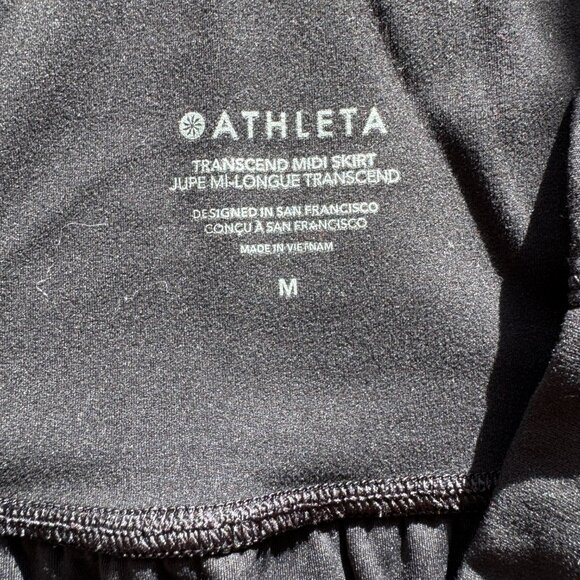 ATHLETA
TRANSCEND MIDI SKIRT
JUPE MI-LONGUE TRANSCEND
DESIGNED IN SAN FRANCISCO
CONÇU À SAN FRANCISCO
MADE IN VIETNAM
M